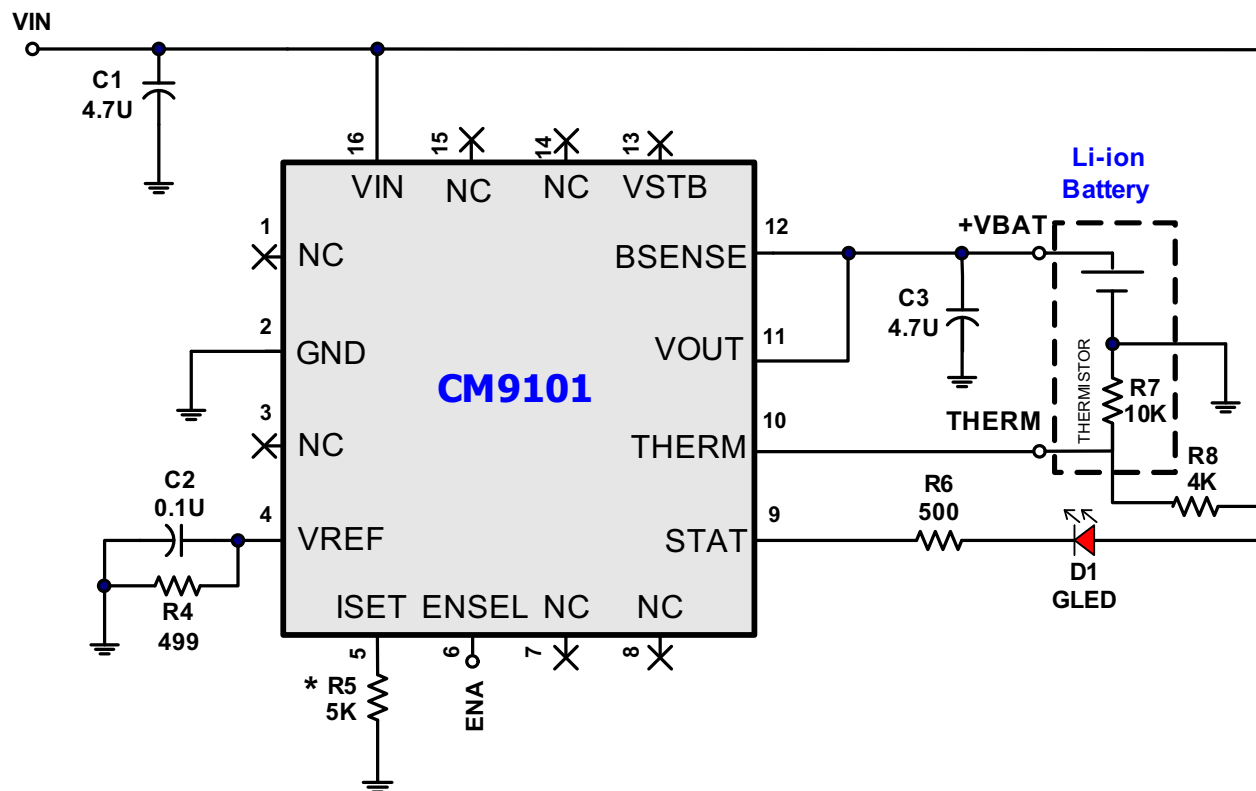 VIN
C1
4.7U
16
15
14
13
VIN
NC
NC
VSTB
Li-ion
Battery
1
NC
12
BSENSE
+VBAT
C3
4.7U
2
GND
11
VOUT
CM9101
THERMISTOR
R7
10K
3
NC
10
THERM
THERM
R8
4K
C2
0.1U
4
VREF
9
STAT
R6
500
D1
GLED
R4
499
ISET
ENSEL
NC
NC
5
6
7
8
* R5
5K
ENA